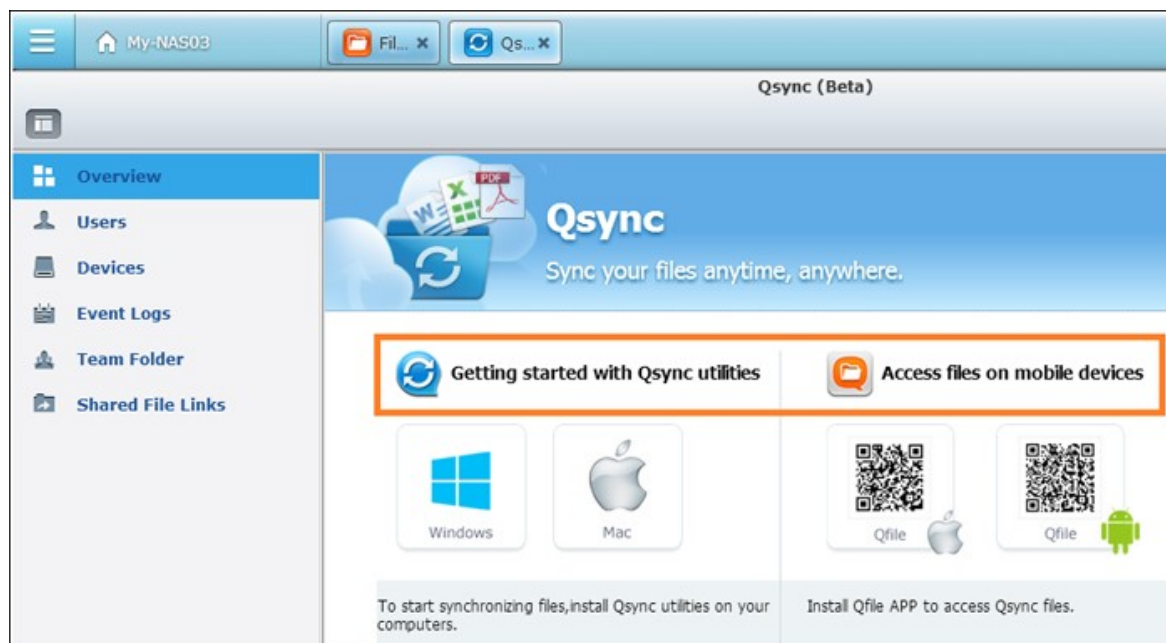 My-NAS03
Fil...
Qs...
Qsync (Beta)
Overview
Users
Devices
Event Logs
Team Folder
Shared File Links
W
X
PDF
Qsync
Sync your files anytime, anywhere.
Getting started with Qsync utilities
Access files on mobile devices
Windows
Mac
Qfile
Qfile
To start synchronizing files,install Qsync utilities on your
computers.
Install Qfile APP to access Qsync files.